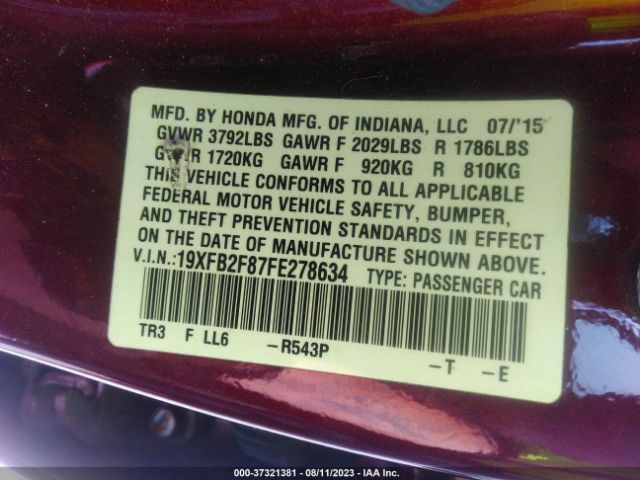 MFD. BY HONDA MFG. OF INDIANA, LLC 07/'15
GVWR 3792LBS GAWR F 2029LBS R 1786LBS
GVWR 1720KG GAWR F 920KG R 810KG
THIS VEHICLE CONFORMS TO ALL APPLICABLE
FEDERAL MOTOR VEHICLE SAFETY, BUMPER,
AND THEFT PREVENTION STANDARDS IN EFFECT
ON THE DATE OF MANUFACTURE SHOWN ABOVE.
V.I.N.:19XFB2F87FE278634 TYPE: PASSENGER CAR
TR3 F LL6 –R543P –T –E
000-37321381 - 08/11/2023 - IAA Inc.